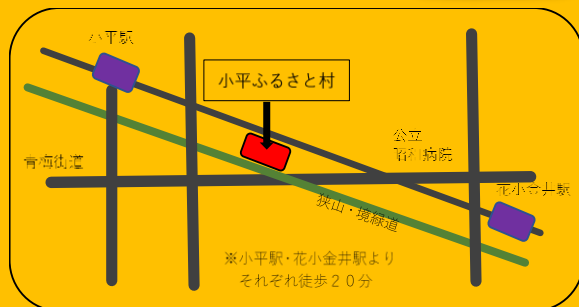 小平駅
小平ふるさと村
青梅街道
公立
昭和病院
花小金井駅
狭山・境緑道
※小平駅・花小金井駅より
それぞれ徒歩２０分